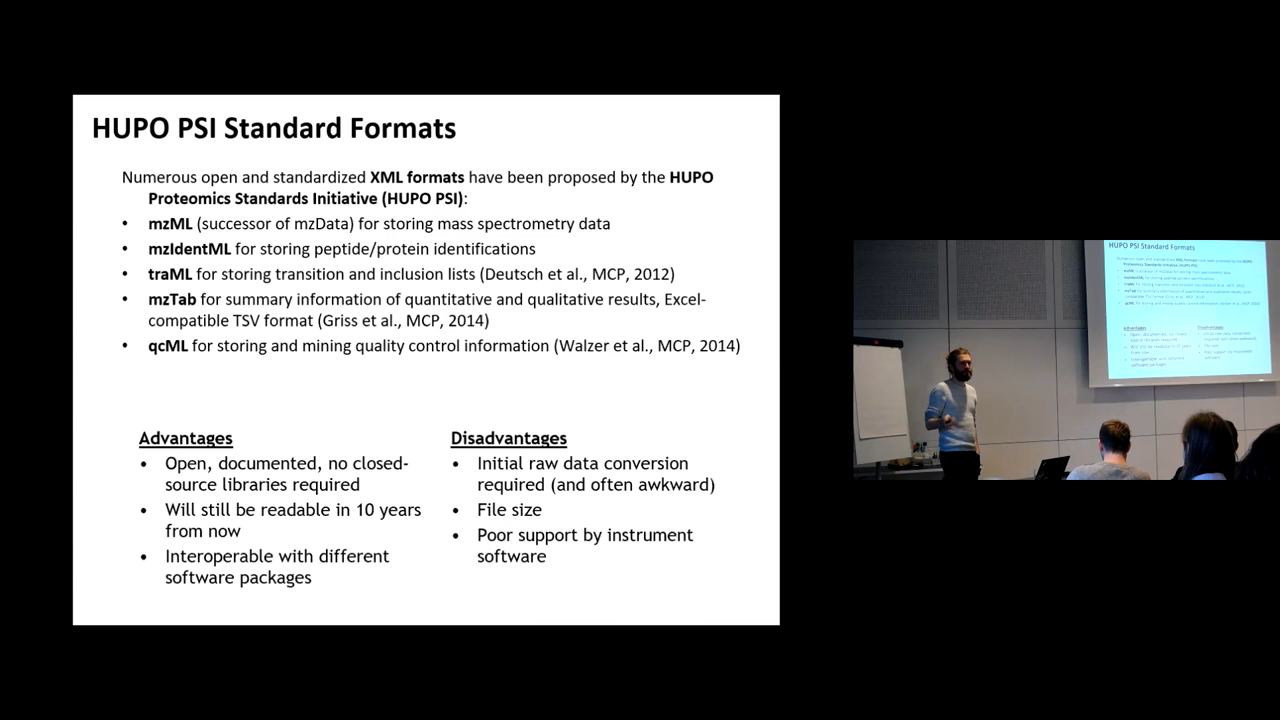 HUPO PSI Standard Formats
Numerous open and standardized XML formats have been proposed by the HUPO
Proteomics Standards Initiative (HUPO PSI):
• mzML (successor of mzData) for storing mass spectrometry data
• mzIdentML for storing peptide/protein identifications
• traML for storing transition and inclusion lists (Deutsch et al., MCP, 2012)
• mzTab for summary information of quantitative and qualitative results, Excel-
compatible TSV format (Griss et al., MCP, 2014)
• qcML for storing and mining quality control information (Walzer et al., MCP, 2014)
Advantages
• Open, documented, no closed-
source libraries required
• Will still be readable in 10 years
from now
• Interoperable with different
software packages
Disadvantages
• Initial raw data conversion
required (and often awkward)
• File size
• Poor support by instrument
software
HUPO PSI Standard Formats
Advantages
Disadvantages